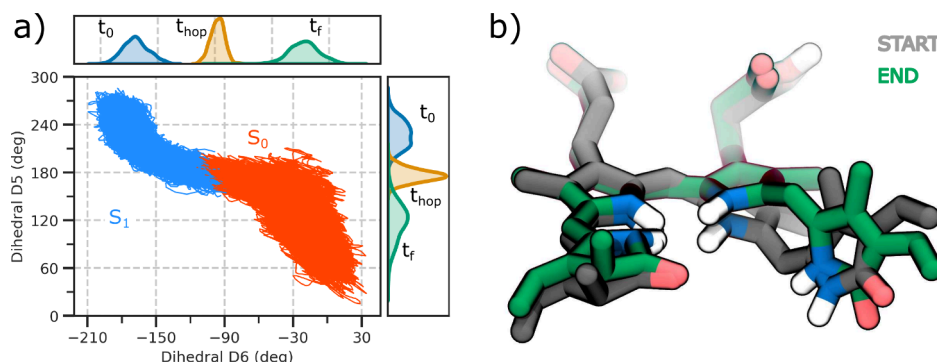 a)
t0
thop
tf
300
240
180
120
60
0
Dihedral D5 (deg)
S1
S0
t0
thop
tf
−210
−150
−90
−30
30
Dihedral D6 (deg)
b)
START
END